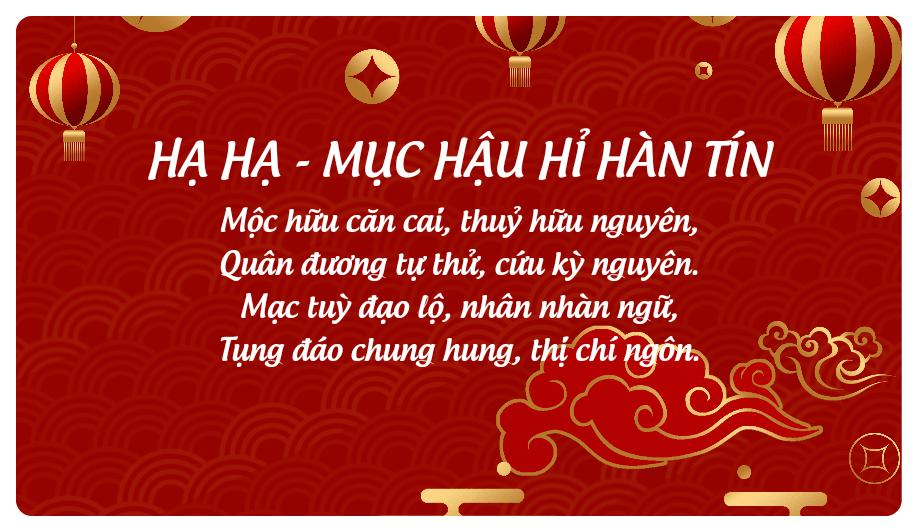 HẠ HẠ - MỤC HẬU HỈ HÀN TÍN
Mộc hữu căn cai, thuỷ hữu nguyên,
Quân đương tự thử, cứu kỳ nguyên.
Mạc tuỳ đạo lộ, nhân nhàn ngữ,
Tụng đáo chung hung, thị chí ngôn.